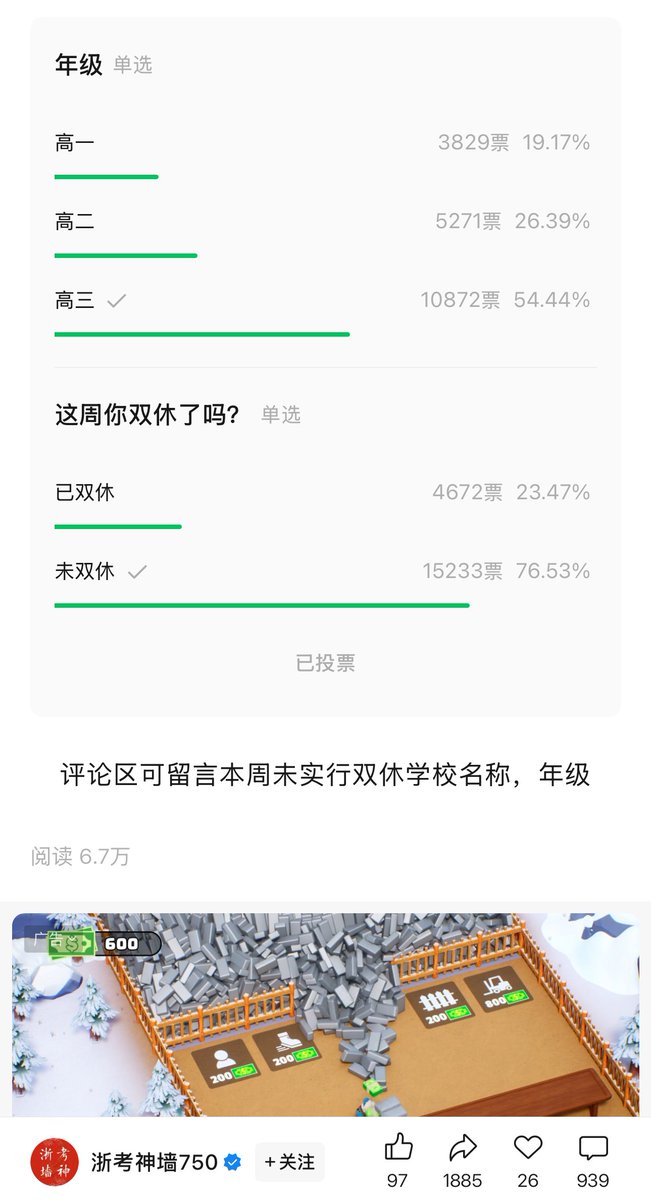 年级 单选
高一 3829票 19.17%
高二 5271票 26.39%
高三 10872票 54.44%
这周你双休了吗? 单选
已双休 4672票 23.47%
未双休 15233票 76.53%
已投票
评论区可留言本周未实行双休学校名称，年级
阅读 6.7万
广告
600
200 800
200 200
浙考
墙神
浙考神墙750 +关注
97 1885 26 939